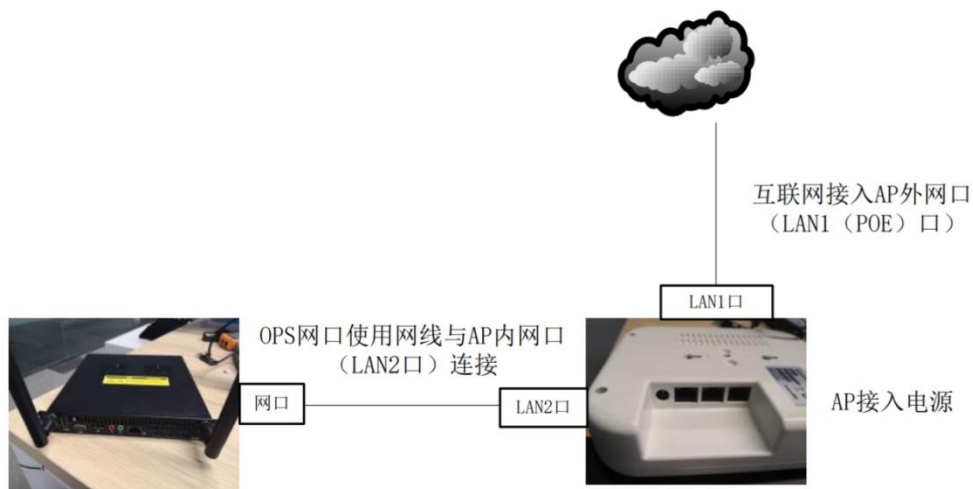 互联网接入AP外网口
（LAN1（POE）口）
LAN1口
OPS网口使用网线与AP内网口
（LAN2口）连接
网口
LAN2口
AP接入电源